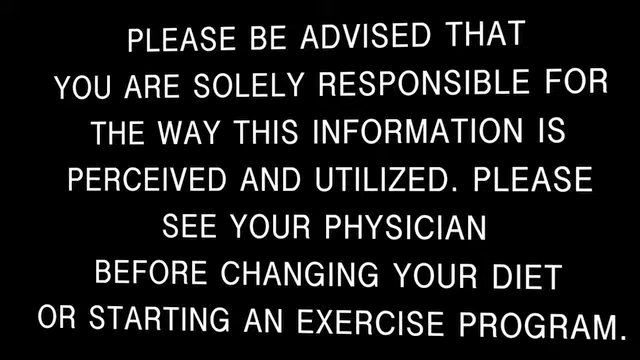 PLEASE BE ADVISED THAT
YOU ARE SOLELY RESPONSIBLE FOR
THE WAY THIS INFORMATION IS
PERCEIVED AND UTILIZED. PLEASE
SEE YOUR PHYSICIAN
BEFORE CHANGING YOUR DIET
OR STARTING AN EXERCISE PROGRAM.